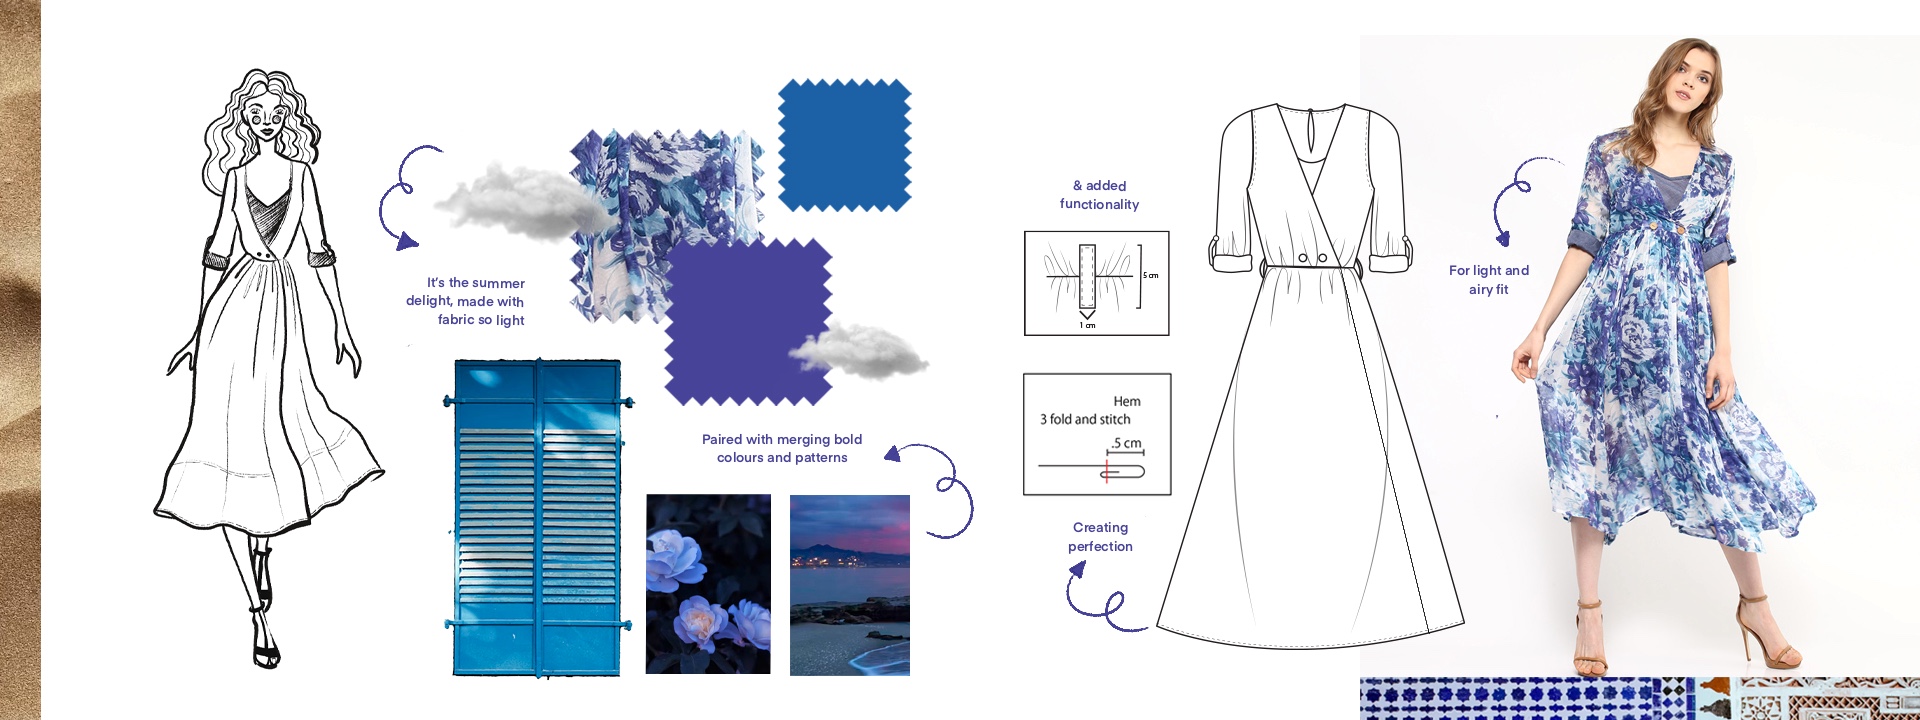 It's the summer
delight, made with
fabric so light
Paired with merging bold
colours and patterns
& added
functionality
5 cm
1 cm
Hem
3 fold and stitch
.5 cm
Creating
perfection
For light and
airy fit